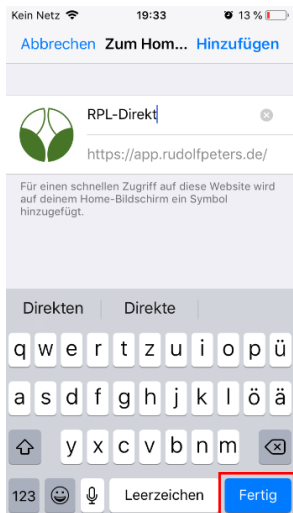 Kein Netz 19:33 13 %
Abbrechen Zum Hom... Hinzufügen
RPL-Direkt
https://app.rudolfpeters.de/
Für einen schnellen Zugriff auf diese Website wird
auf deinem Home-Bildschirm ein Symbol
hinzugefügt.
Direkten Direkte
q w e r t z u i o p ü
a s d f g h j k l ö ä
y x c v b n m
123 Leerzeichen Fertig